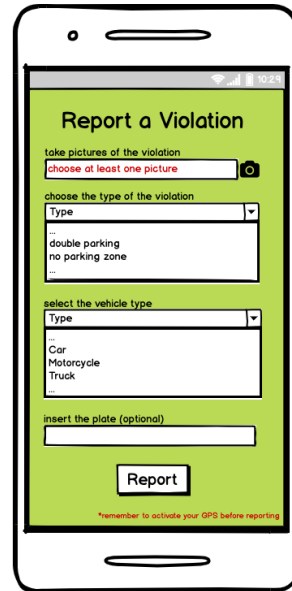 10:29
Report a Violation
take pictures of the violation
choose at least one picture
choose the type of the violation
Type
...
double parking
no parking zone
...
select the vehicle type
Type
...
Car
Motorcycle
Truck
...
insert the plate (optional)
Report
*remember to activate your GPS before reporting